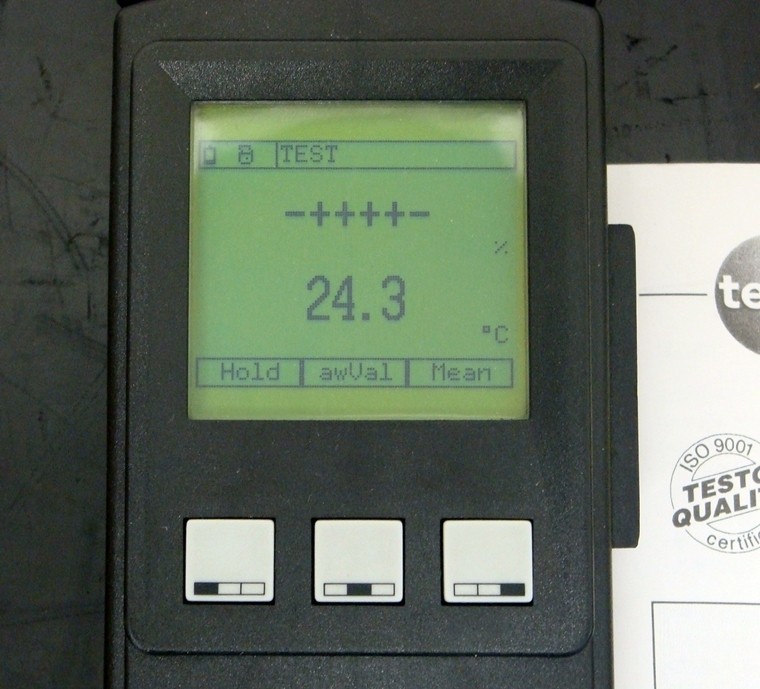 TEST
-++++-
%
24.3
°C
Hold awVal Mean
te
ISO 9001
TESTO
QUALI
certifi